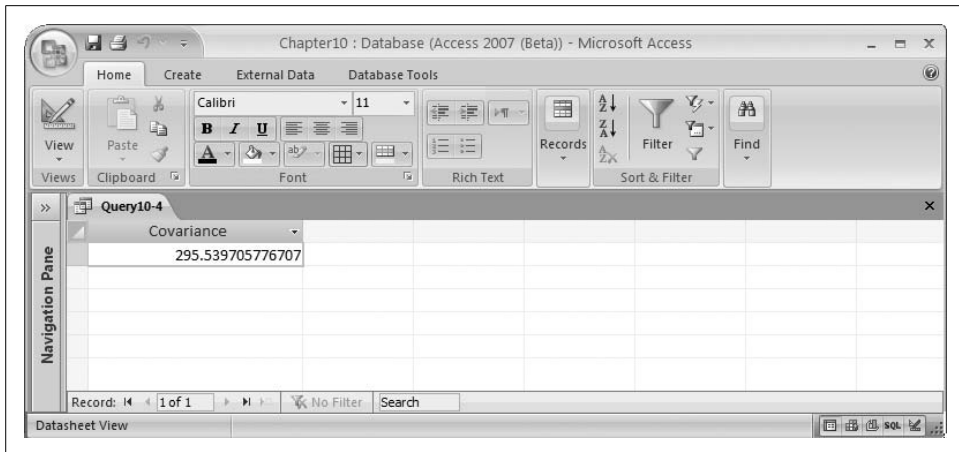 Chapter10 : Database (Access 2007 (Beta)) - Microsoft Access
Home Create External Data Database Tools
View
Views
Paste
Clipboard
Calibri 11
B I U
A ab
Font
Rich Text
Records
A Z
Z A
Filter
Sort & Filter
Find
Query10-4
Navigation Pane
Covariance
295.539705776707
Record: 1 of 1 No Filter Search
Datasheet View SQL